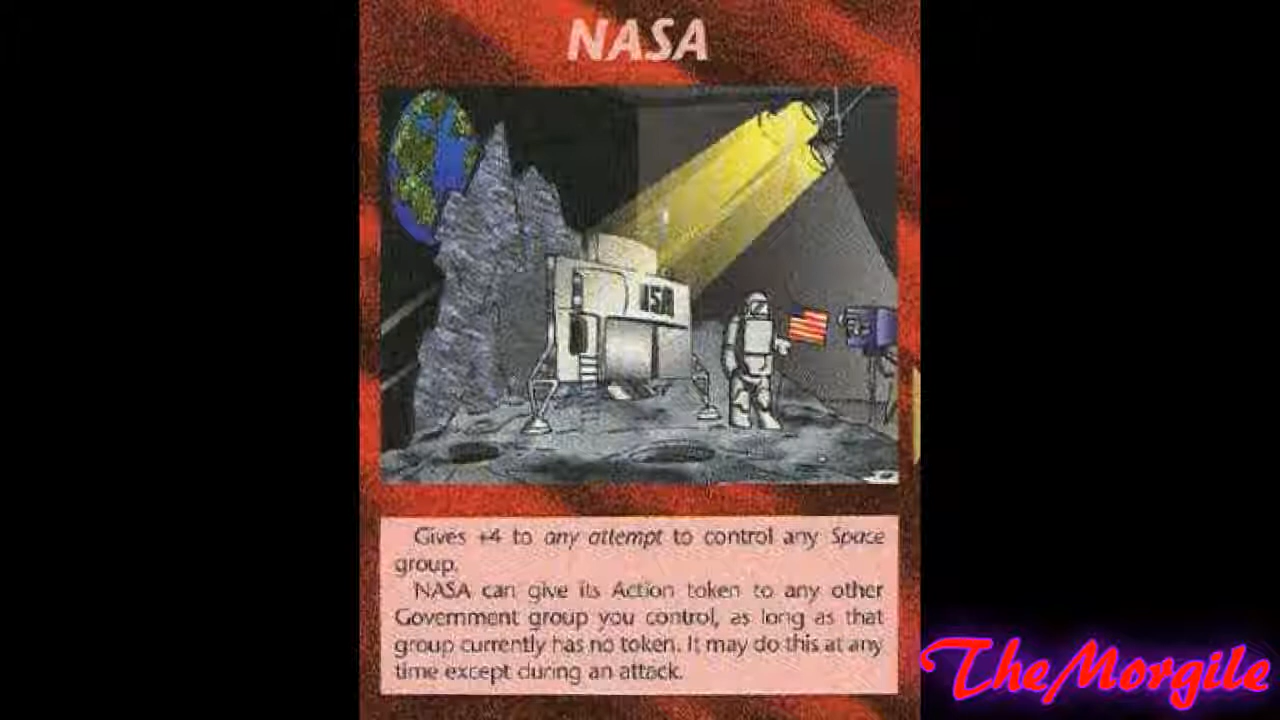 NASA
Gives +4 to any attempt to control any Space
group.
NASA can give its Action token to any other
Government group you control, as long as that
group currently has no token. It may do this at any
time except during an attack.
TheMorgile